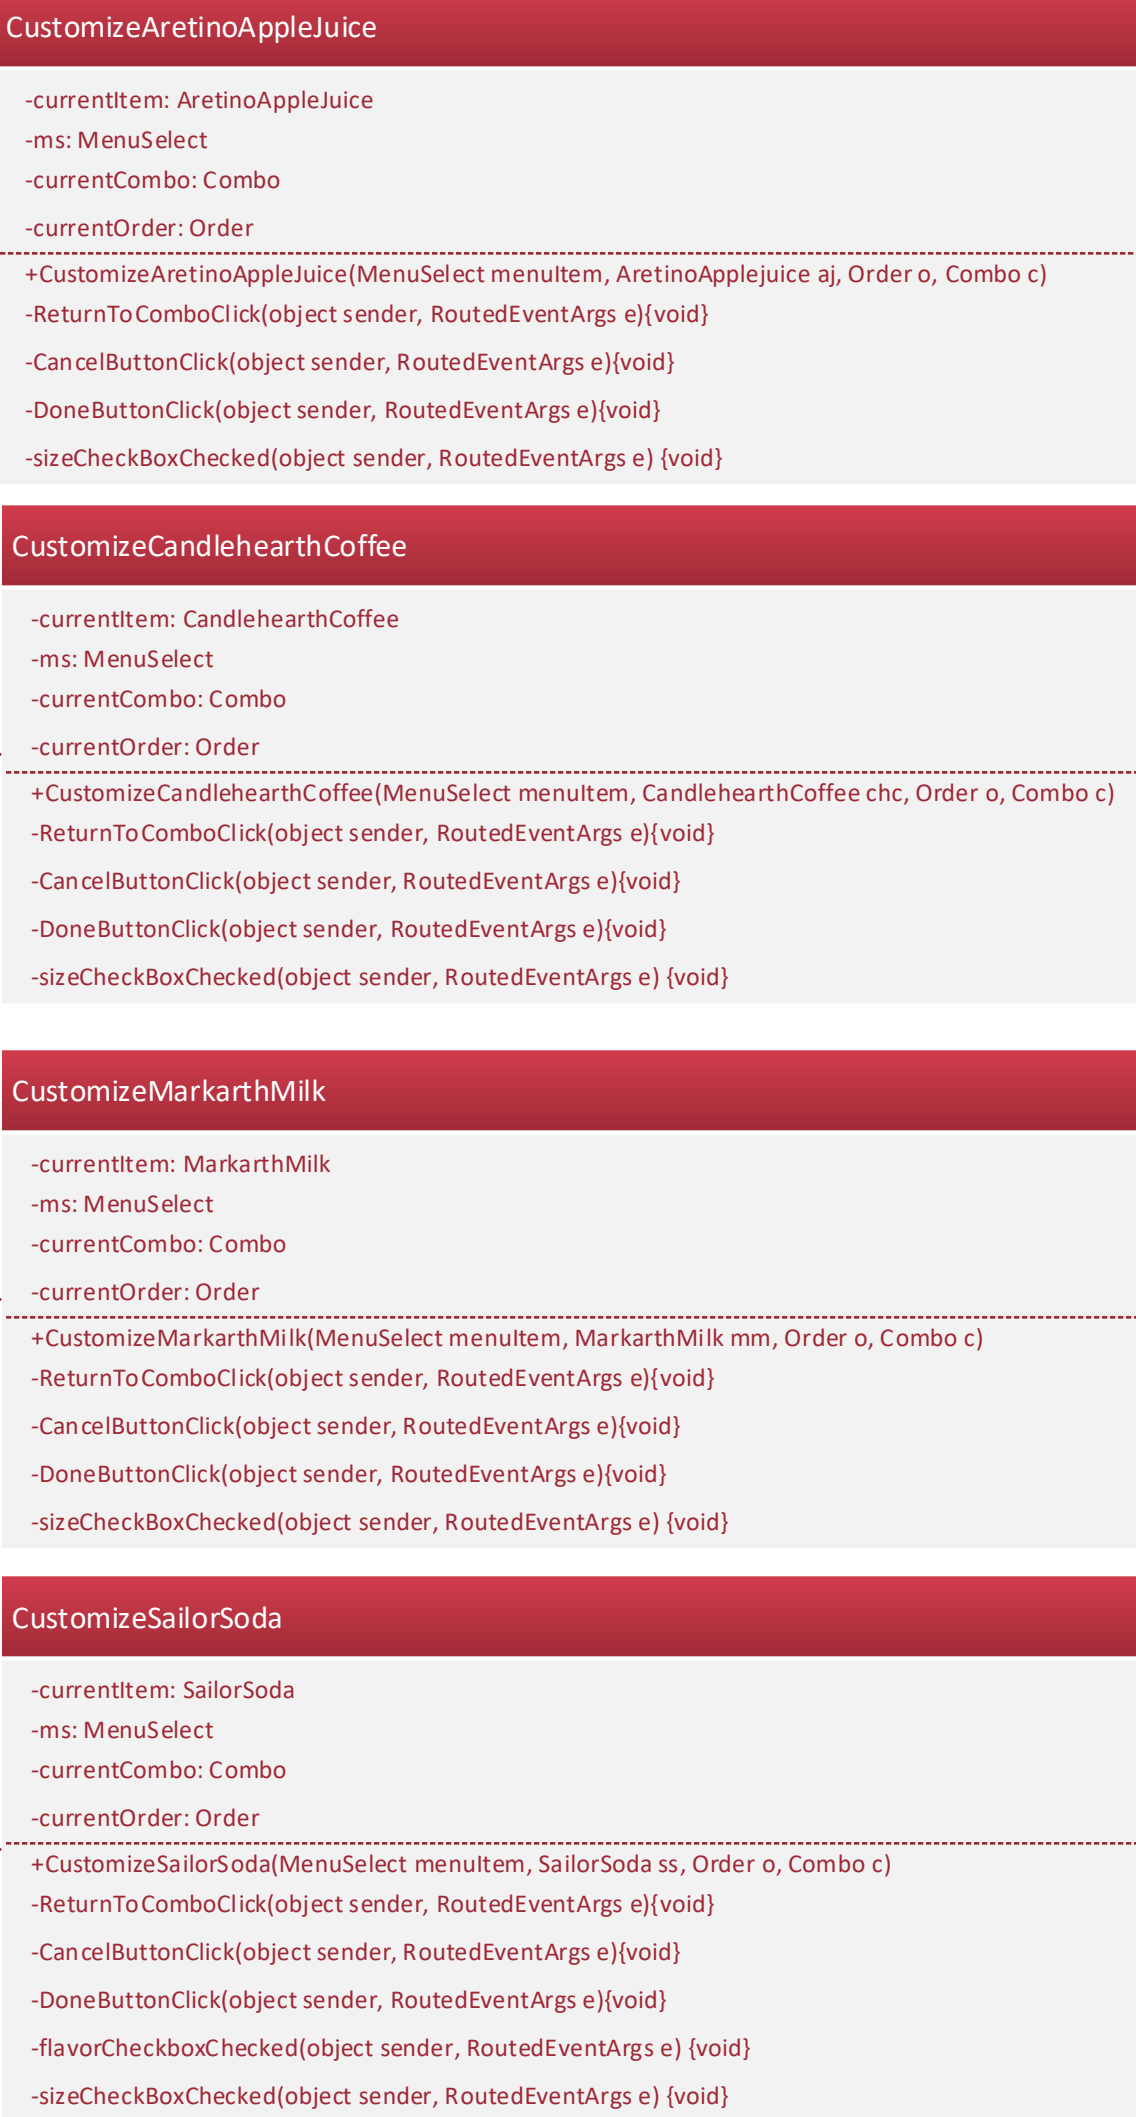 CustomizeAretinoAppleJuice
-currentItem: AretinoAppleJuice
-ms: MenuSelect
-currentCombo: Combo
-currentOrder: Order
+CustomizeAretinoAppleJuice(MenuSelect menuItem, AretinoApplejuice aj, Order o, Combo c)
-ReturnToComboClick(object sender, RoutedEventArgs e){void}
-CancelButtonClick(object sender, RoutedEventArgs e){void}
-DoneButtonClick(object sender, RoutedEventArgs e){void}
-sizeCheckBoxChecked(object sender, RoutedEventArgs e) {void}
CustomizeCandlehearthCoffee
-currentItem: CandlehearthCoffee
-ms: MenuSelect
-currentCombo: Combo
-currentOrder: Order
+CustomizeCandlehearthCoffee(MenuSelect menuItem, CandlehearthCoffee chc, Order o, Combo c)
-ReturnToComboClick(object sender, RoutedEventArgs e){void}
-CancelButtonClick(object sender, RoutedEventArgs e){void}
-DoneButtonClick(object sender, RoutedEventArgs e){void}
-sizeCheckBoxChecked(object sender, RoutedEventArgs e) {void}
CustomizeMarkarthMilk
-currentItem: MarkarthMilk
-ms: MenuSelect
-currentCombo: Combo
-currentOrder: Order
+CustomizeMarkarthMilk(MenuSelect menuItem, MarkarthMilk mm, Order o, Combo c)
-ReturnToComboClick(object sender, RoutedEventArgs e){void}
-CancelButtonClick(object sender, RoutedEventArgs e){void}
-DoneButtonClick(object sender, RoutedEventArgs e){void}
-sizeCheckBoxChecked(object sender, RoutedEventArgs e) {void}
CustomizeSailorSoda
-currentItem: SailorSoda
-ms: MenuSelect
-currentCombo: Combo
-currentOrder: Order
+CustomizeSailorSoda(MenuSelect menuItem, SailorSoda ss, Order o, Combo c)
-ReturnToComboClick(object sender, RoutedEventArgs e){void}
-CancelButtonClick(object sender, RoutedEventArgs e){void}
-DoneButtonClick(object sender, RoutedEventArgs e){void}
-flavorCheckboxChecked(object sender, RoutedEventArgs e) {void}
-sizeCheckBoxChecked(object sender, RoutedEventArgs e) {void}